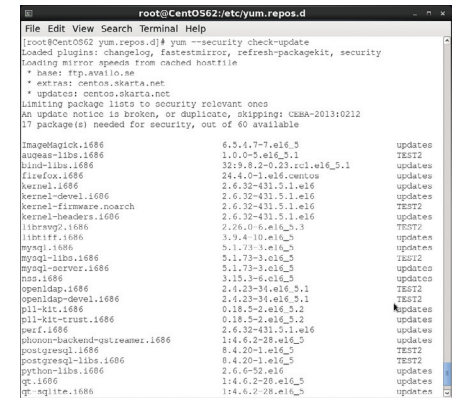 root@CentOS62:/etc/yum.repos.d
File Edit View Search Terminal Help
[root@CentOS62 yum.repos.d]# yum --security check-update
Loaded plugins: changelog, fastestmirror, refresh-packagekit, security
Loading mirror speeds from cached hostfile
* base: ftp.availo.se
* extras: centos.skarta.net
* updates: centos.skarta.net
Limiting package lists to security relevant ones
An update notice is broken, or duplicate, skipping: CEBA-2013:0212
17 package(s) needed for security, out of 60 available
ImageMagick.i686 6.5.4.7-7.el6_5 updates
augeas-libs.i686 1.0.0-5.el6_5.1 TEST2
bind-libs.i686 32:9.8.2-0.23.rc1.el6_5.1 updates
firefox.i686 24.4.0-1.el6.centos updates
kernel.i686 2.6.32-431.5.1.el6 updates
kernel-devel.i686 2.6.32-431.5.1.el6 updates
kernel-firmware.noarch 2.6.32-431.5.1.el6 TEST2
kernel-headers.i686 2.6.32-431.5.1.el6 updates
librsvg2.i686 2.26.0-6.el6_5.3 TEST2
libtiff.i686 3.9.4-10.el6_5 updates
mysql.i686 5.1.73-3.el6_5 updates
mysql-libs.i686 5.1.73-3.el6_5 TEST2
mysql-server.i686 5.1.73-3.el6_5 updates
nss.i686 3.15.3-6.el6_5 updates
openldap.i686 2.4.23-34.el6_5.1 TEST2
openldap-devel.i686 2.4.23-34.el6_5.1 TEST2
p11-kit.i686 0.18.5-2.el6_5.2 updates
p11-kit-trust.i686 0.18.5-2.el6_5.2 updates
perf.i686 2.6.32-431.5.1.el6 updates
phonon-backend-gstreamer.i686 1:4.6.2-28.el6_5 updates
postgresql.i686 8.4.20-1.el6_5 TEST2
postgresql-libs.i686 8.4.20-1.el6_5 TEST2
python-libs.i686 2.6.6-52.el6 updates
qt.i686 1:4.6.2-28.el6_5 updates
qt-sqlite.i686 1:4.6.2-28.el6_5 updates